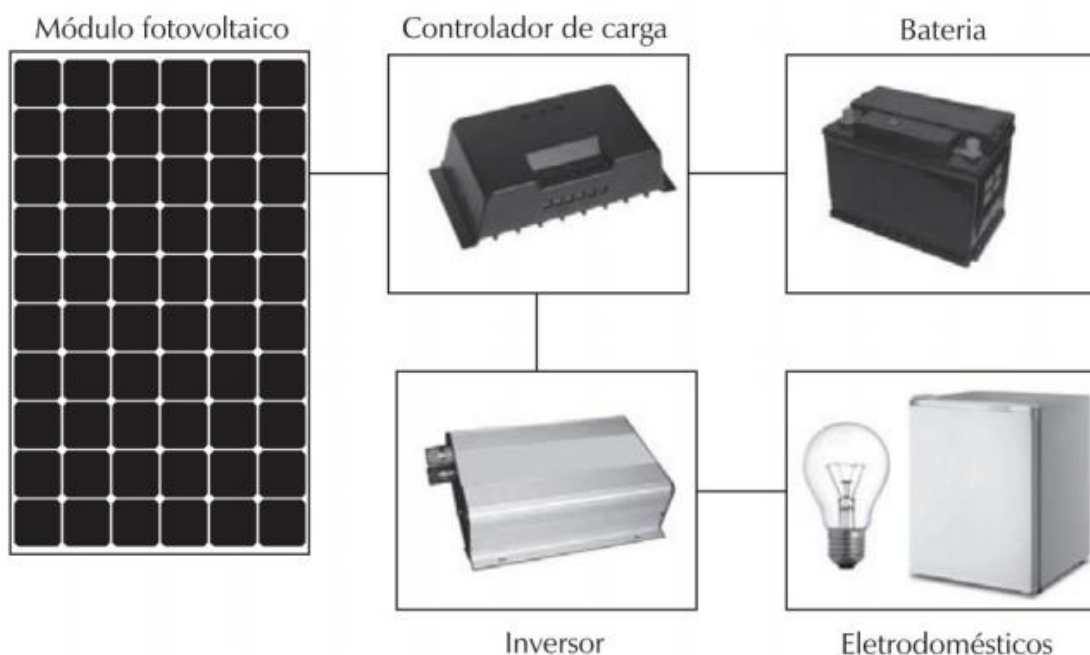 Módulo fotovoltaico
Controlador de carga
Bateria
Inversor
Eletrodomésticos